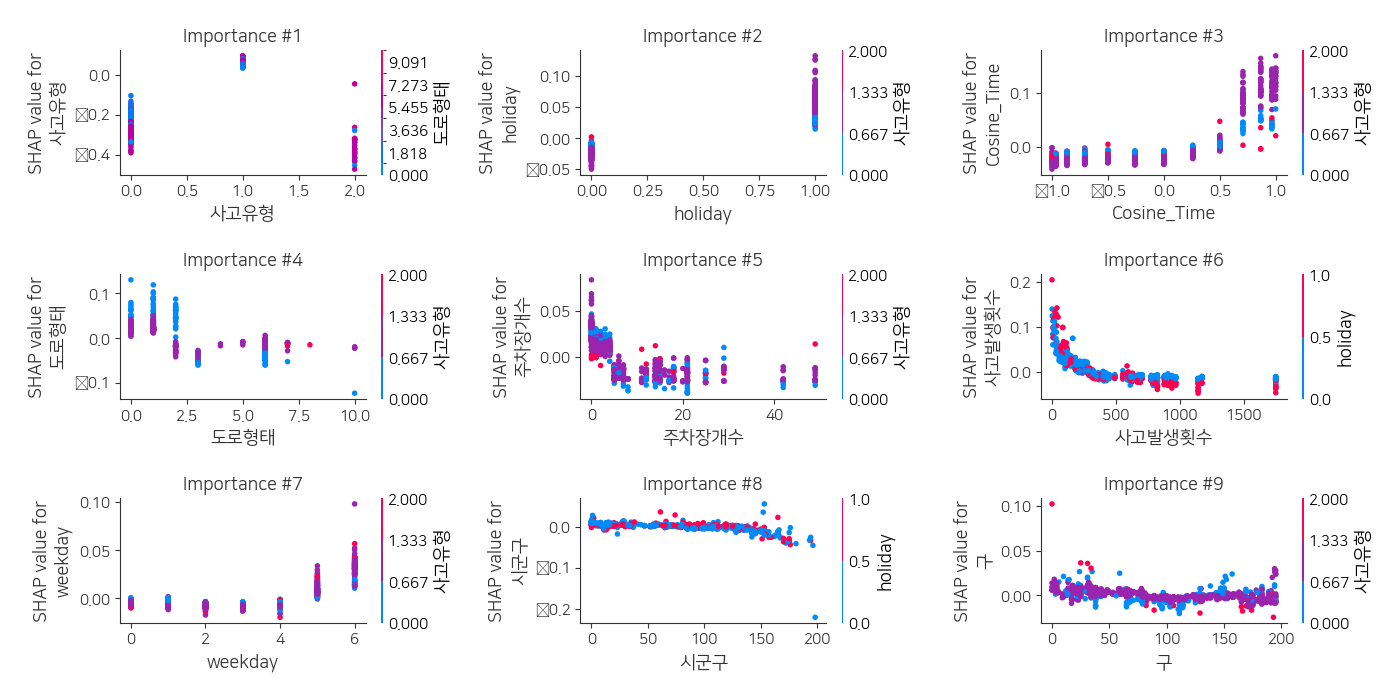 Importance #1
SHAP value for
사고유형
0.0
0.2
0.4
0.0
0.5
1.0
1.5
2.0
사고유형
9.091
7.273
5.455
3.636
1.818
0.000
도로형태
Importance #2
SHAP value for
holiday
0.10
0.05
0.00
0.05
0.00
0.25
0.50
0.75
1.00
holiday
2.000
1.333
0.667
0.000
사고유형
Importance #3
SHAP value for
Cosine_Time
0.1
0.0
1.0
0.5
0.0
0.5
1.0
Cosine_Time
2.000
1.333
0.667
0.000
사고유형
Importance #4
SHAP value for
도로형태
0.1
0.0
0.1
0.0
2.5
5.0
7.5
10.0
도로형태
2.000
1.333
0.667
0.000
사고유형
Importance #5
SHAP value for
주차장개수
0.05
0.00
0
20
40
주차장개수
2.000
1.333
0.667
0.000
사고유형
Importance #6
SHAP value for
사고발생횟수
0.2
0.1
0.0
0
500
1000
1500
사고발생횟수
1.0
0.5
0.0
holiday
Importance #7
SHAP value for
weekday
0.10
0.05
0.00
0
2
4
6
weekday
2.000
1.333
0.667
0.000
사고유형
Importance #8
SHAP value for
시군구
0.0
0.1
0.2
0
50
100
150
200
시군구
1.0
0.5
0.0
holiday
Importance #9
SHAP value for
구
0.10
0.05
0.00
0
50
100
150
200
구
2.000
1.333
0.667
0.000
사고유형